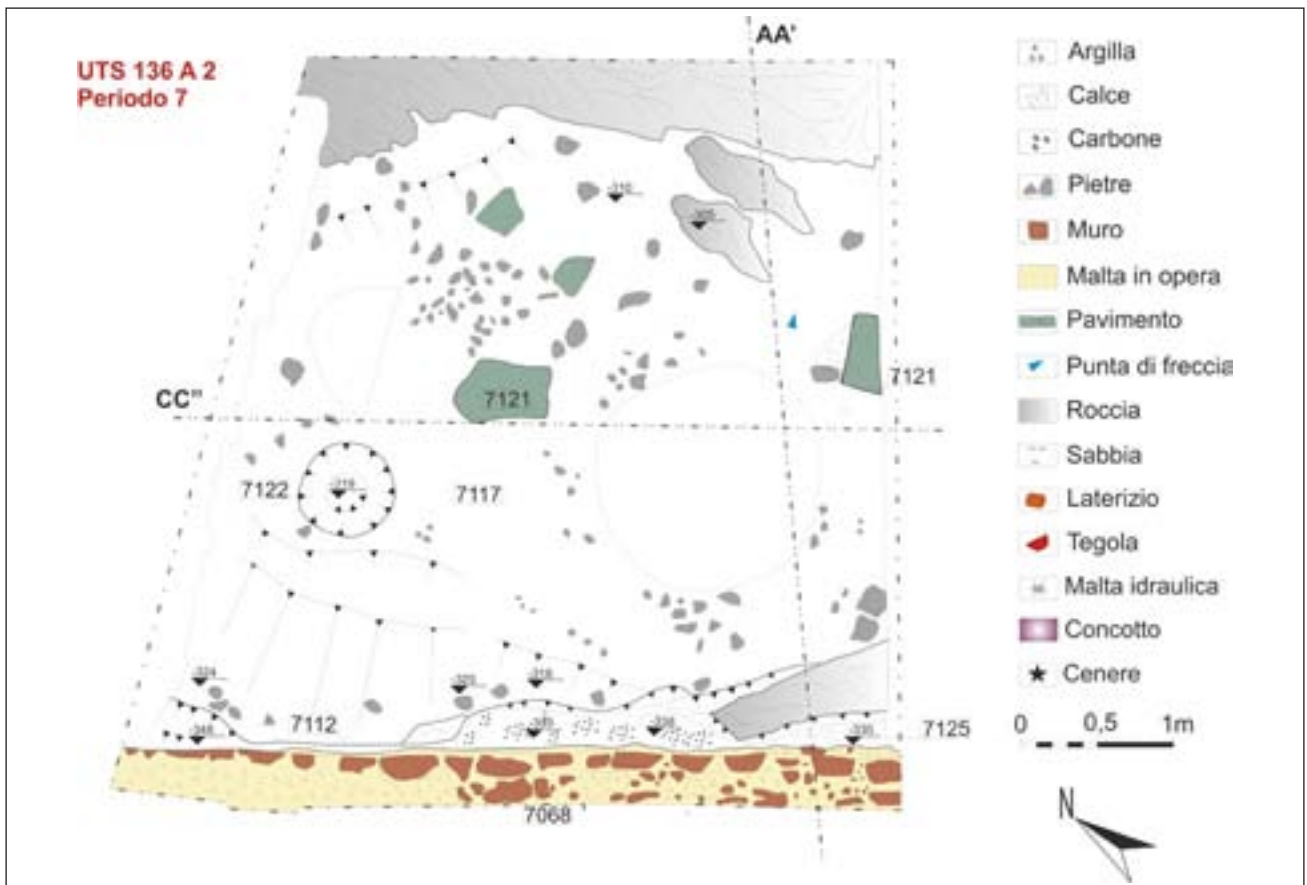 UTS 136 A 2
Periodo 7
AA'
CC"
-310
7121
7121
7122
7117
7112
7125
7068
Argilla
Calce
Carbone
Pietre
Muro
Malta in opera
Pavimento
Punta di freccia
Roccia
Sabbia
Laterizio
Tegola
Malta idraulica
Concotto
Cenere
0 0,5 1m
N